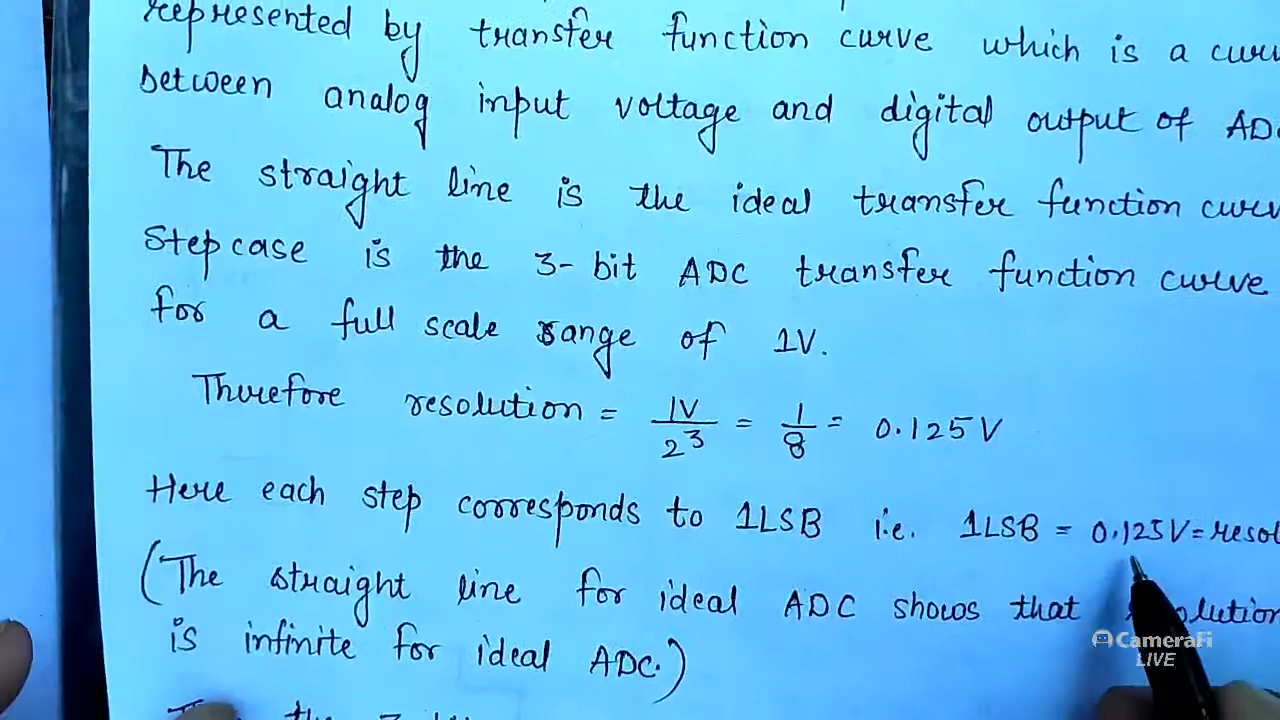 represented by transfer function curve which is a curv
between analog input voltage and digital output of AD
The straight line is the ideal transfer function curv
Stepcase is the 3-bit ADC transfer function curve
for a full scale range of 1V.
Therefore resolution = 1V/2³ = 1/8 = 0.125V
Here each step corresponds to 1LSB i.e. 1LSB = 0.125V = resol
(The straight line for ideal ADC shows that olution
is infinite for ideal ADC.)
CameraFi
LIVE